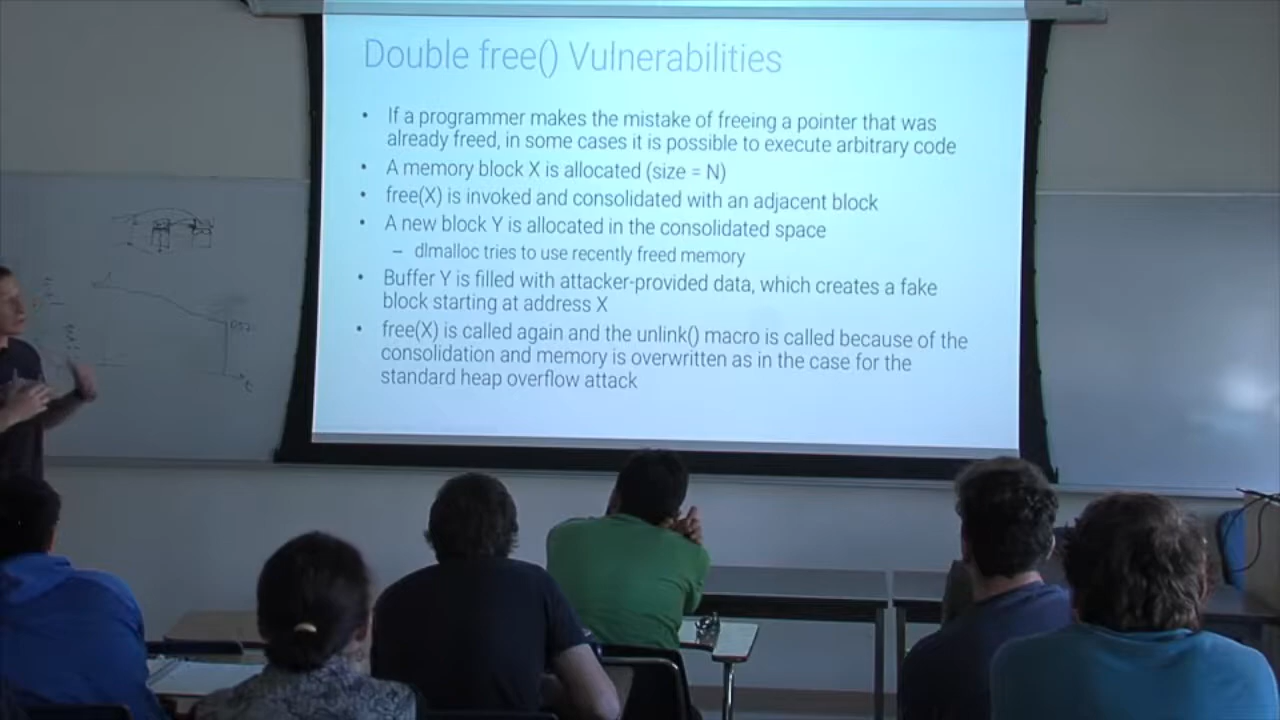 Double free() Vulnerabilities
• If a programmer makes the mistake of freeing a pointer that was
already freed, in some cases it is possible to execute arbitrary code
• A memory block X is allocated (size = N)
• free(X) is invoked and consolidated with an adjacent block
• A new block Y is allocated in the consolidated space
– dlmalloc tries to use recently freed memory
• Buffer Y is filled with attacker-provided data, which creates a fake
block starting at address X
• free(X) is called again and the unlink() macro is called because of the
consolidation and memory is overwritten as in the case for the
standard heap overflow attack